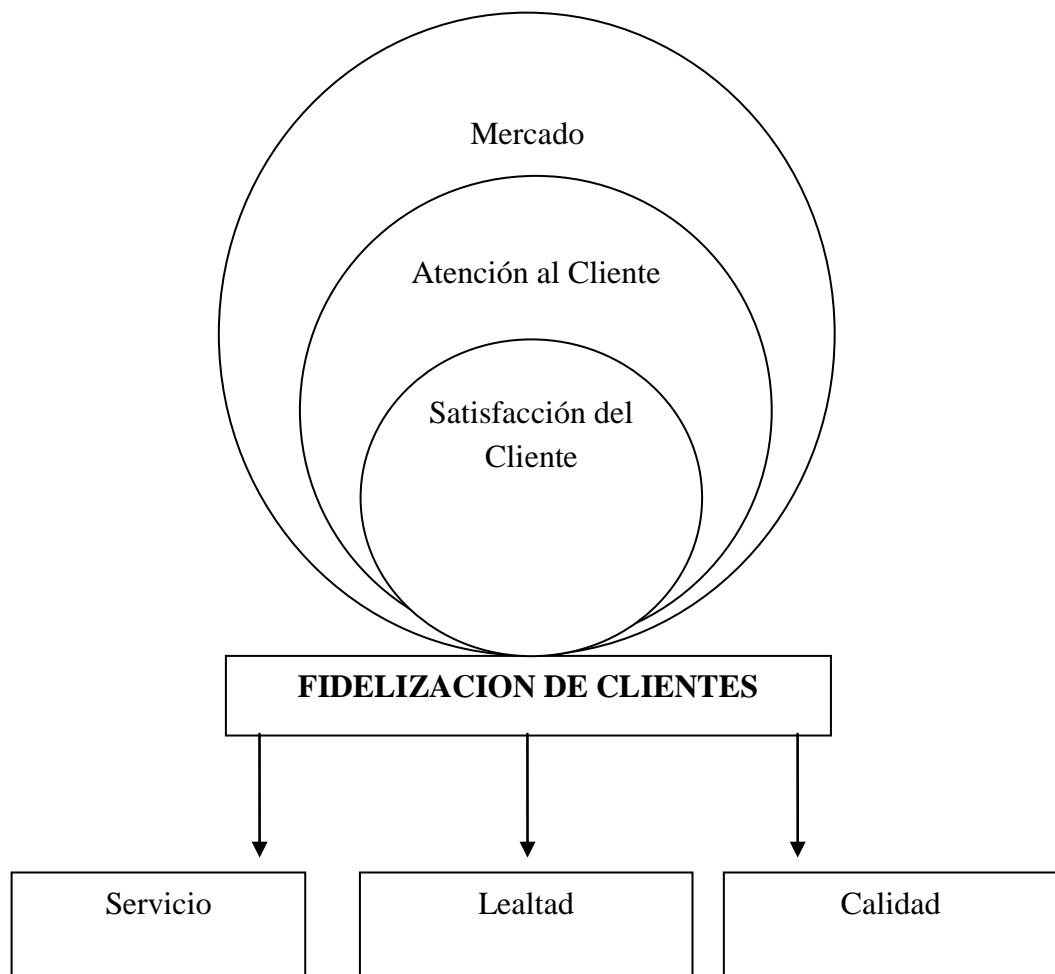 Mercado
Atención al Cliente
Satisfacción del
Cliente
FIDELIZACION DE CLIENTES
Servicio
Lealtad
Calidad